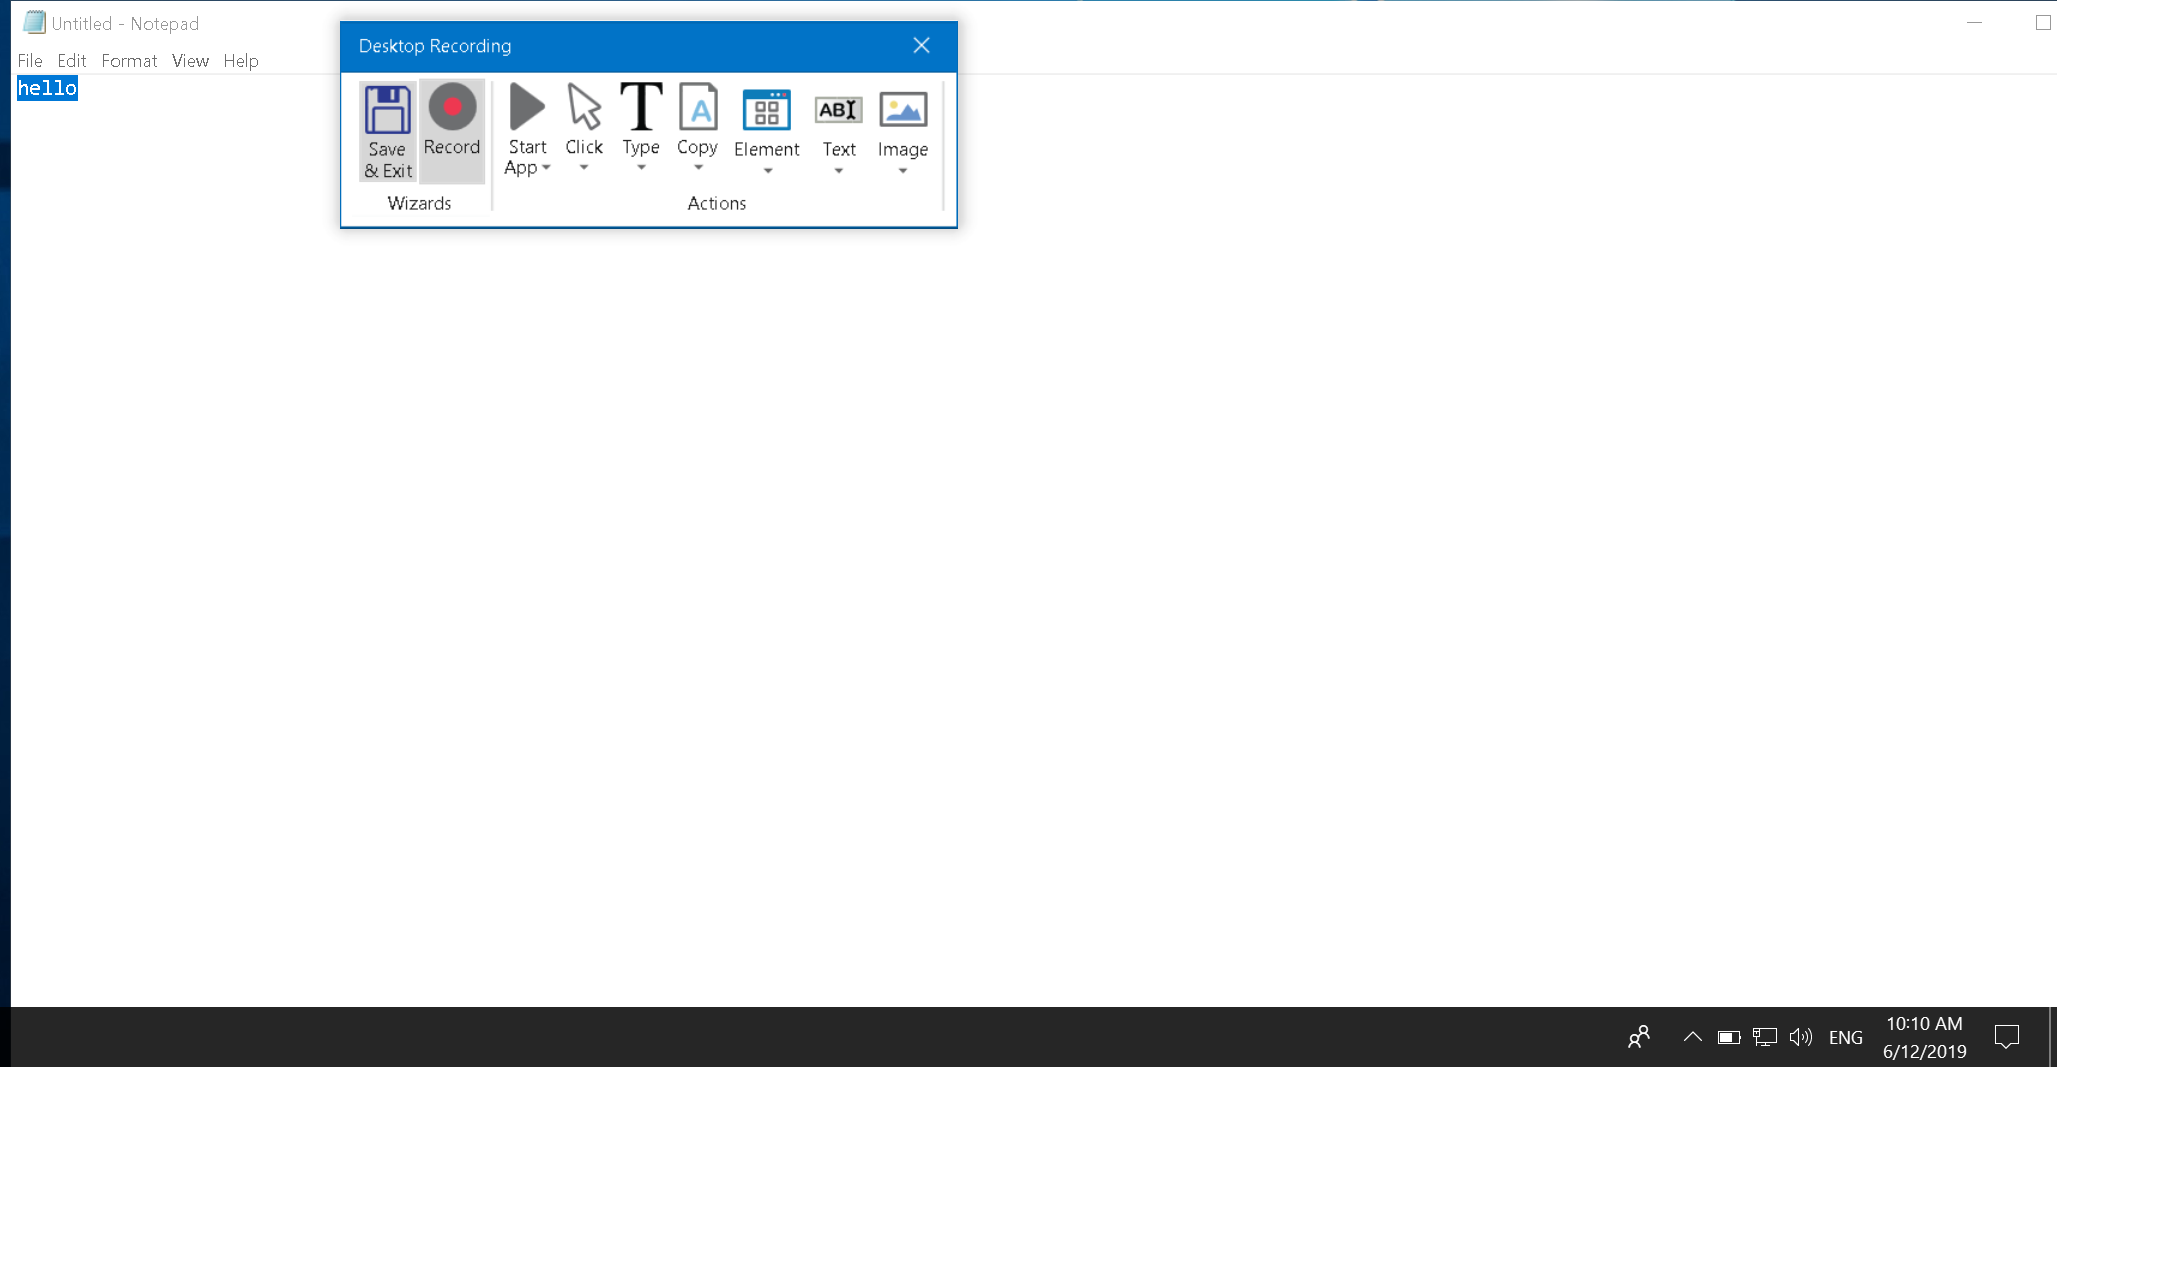 Untitled - Notepad
File Edit Format View Help
hello
Desktop Recording
Save & Exit
Record
Start App
Click
Type
Copy
Element
Text
Image
Wizards
Actions
A
ABI
ENG
10:10 AM
6/12/2019